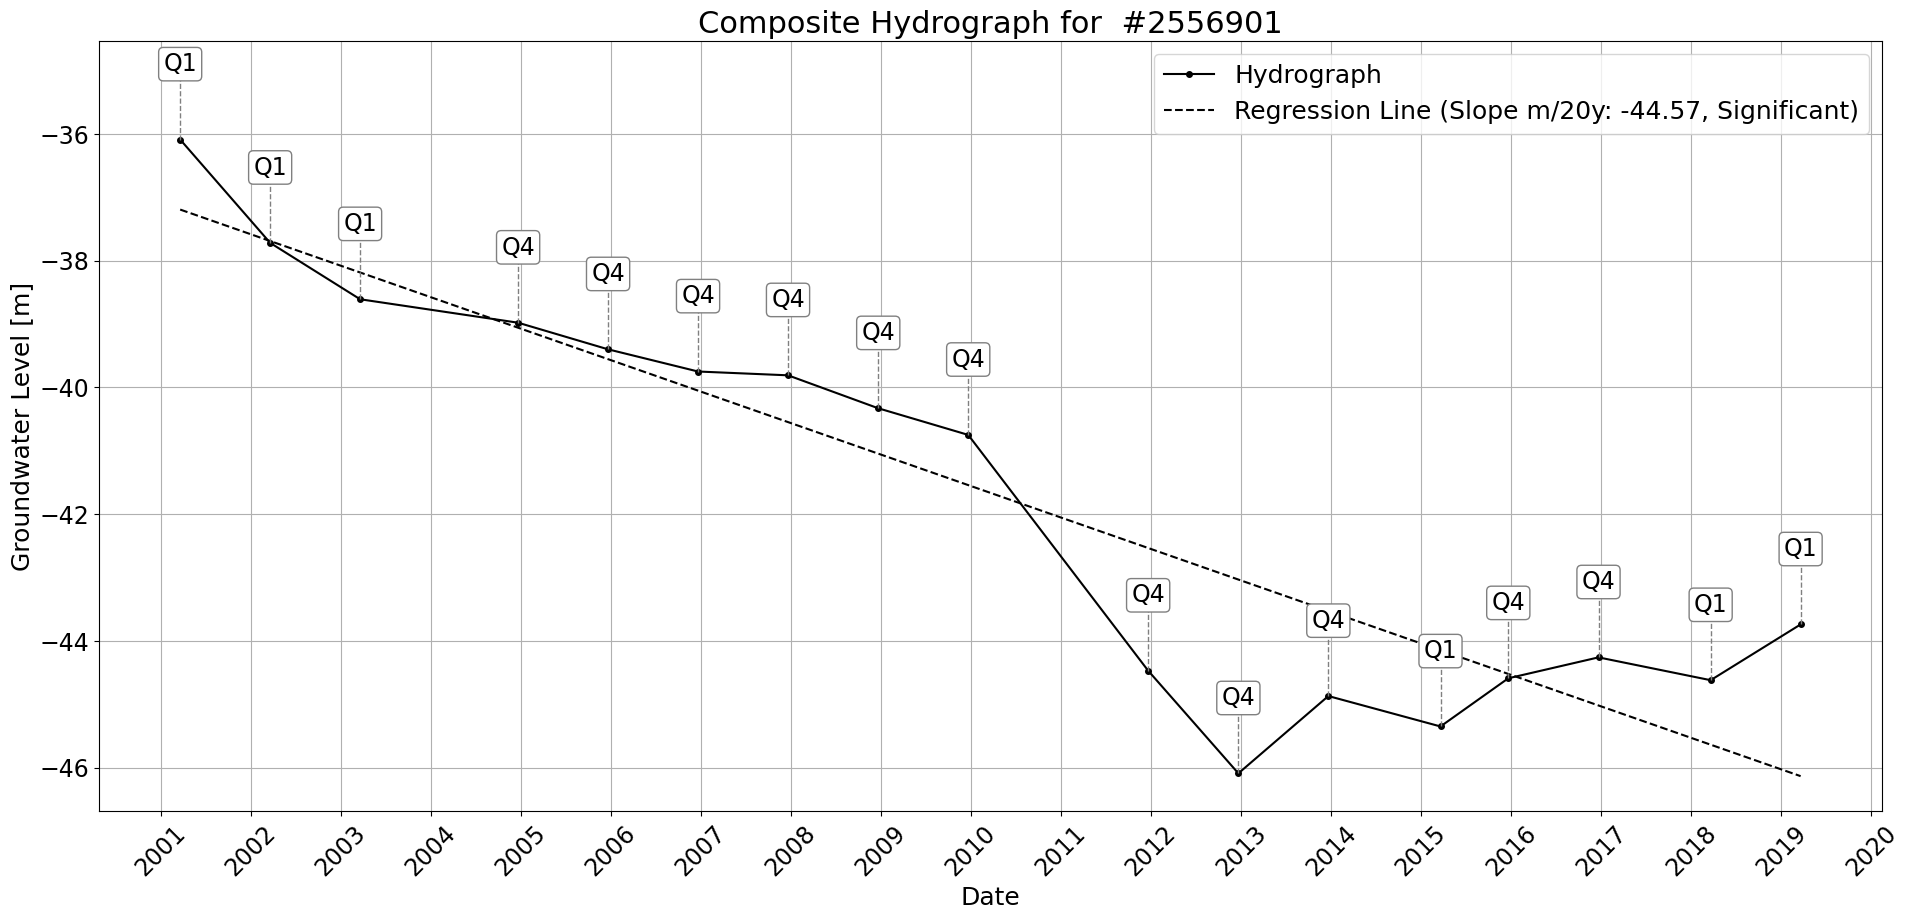 Composite Hydrograph for  #2556901
Hydrograph
Regression Line (Slope m/20y: -44.57, Significant)
Q1
Q1
Q1
Q4
Q4
Q4
Q4
Q4
Q4
Q4
Q4
Q4
Q1
Q4
Q4
Q1
Q1
Groundwater Level [m]
−36
−38
−40
−42
−44
−46
2001
2002
2003
2004
2005
2006
2007
2008
2009
2010
2011
2012
2013
2014
2015
2016
2017
2018
2019
2020
Date